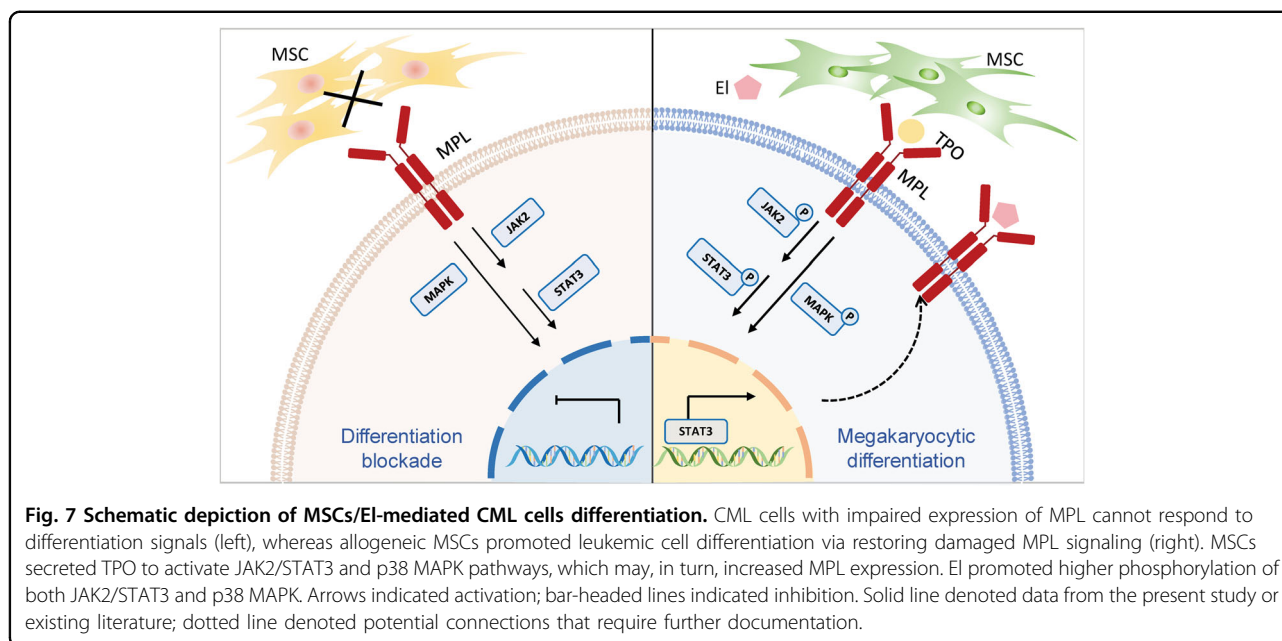 MSC
MPL
JAK2
MAPK
STAT3
Differentiation
blockade
MSC
El
TPO
MPL
JAK2
P
STAT3
P
MAPK
P
STAT3
Megakaryocytic
differentiation
Fig. 7 Schematic depiction of MSCs/El-mediated CML cells differentiation. CML cells with impaired expression of MPL cannot respond to
differentiation signals (left), whereas allogeneic MSCs promoted leukemic cell differentiation via restoring damaged MPL signaling (right). MSCs
secreted TPO to activate JAK2/STAT3 and p38 MAPK pathways, which may, in turn, increased MPL expression. El promoted higher phosphorylation of
both JAK2/STAT3 and p38 MAPK. Arrows indicated activation; bar-headed lines indicated inhibition. Solid line denoted data from the present study or
existing literature; dotted line denoted potential connections that require further documentation.